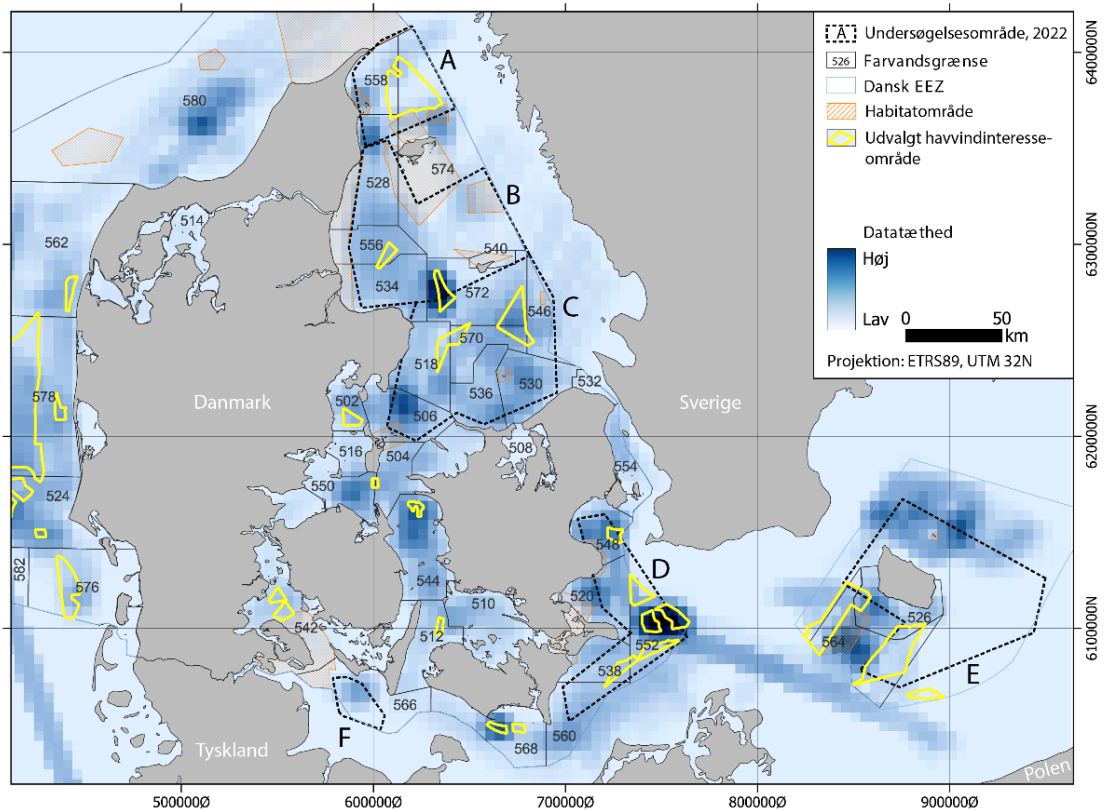 A Undersøgelsesområde, 2022
526 Farvandsgrænse
Dansk EEZ
Habitatområde
Udvalgt havvindinteresse-
område
Datatæthed
Høj
Lav
0 50
km
Projektion: ETRS89, UTM 32N
6400000N
6300000N
6200000N
6100000N
A
558
580
574
528
B
514
562
556
540
534
572
546
C
570
518
578
536
530
532
502
506
Danmark
Sverige
516
504
508
554
550
524
548
582
576
544
D
520
510
526
542
512
552
564
538
E
566
F
568
560
Tyskland
Polen
500000Ø
600000Ø
700000Ø
800000Ø
900000Ø